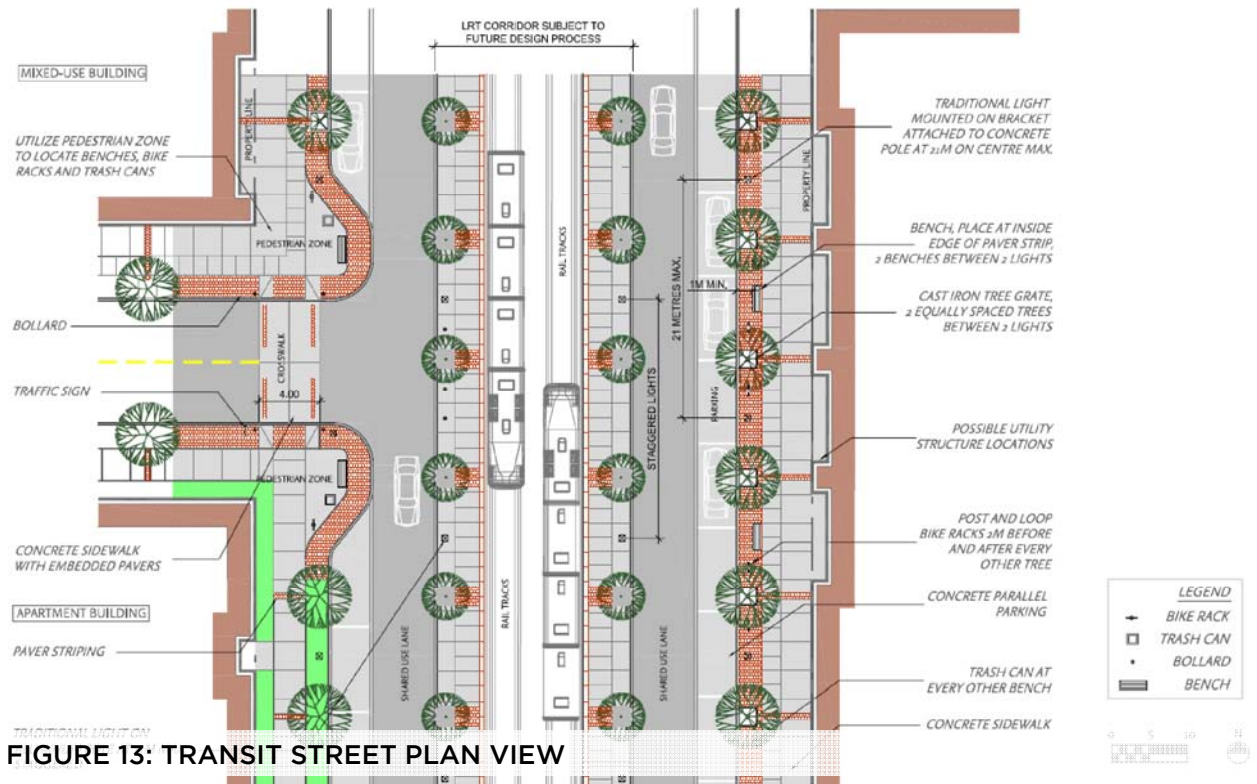 LRT CORRIDOR SUBJECT TO
FUTURE DESIGN PROCESS
MIXED-USE BUILDING
UTILIZE PEDESTRIAN ZONE
TO LOCATE BENCHES, BIKE
RACKS AND TRASH CANS
BOLLARD
TRAFFIC SIGN
CONCRETE SIDEWALK
WITH EMBEDDED PAVERS
APARTMENT BUILDING
PAVER STRIPING
TRADITIONAL LIGHT ON
PROPERTY LINE
PEDESTRIAN ZONE
CROSSWALK
4.00
PEDESTRIAN ZONE
SHARED USE LANE
RAIL TRACKS
RAIL TRACKS
STAGGERED LIGHTS
SHARED USE LANE
21 METRES MAX.
1M MIN.
PARKING
PROPERTY LINE
TRADITIONAL LIGHT
MOUNTED ON BRACKET
ATTACHED TO CONCRETE
POLE AT 21M ON CENTRE MAX.
BENCH, PLACE AT INSIDE
EDGE OF PAVER STRIP,
2 BENCHES BETWEEN 2 LIGHTS
CAST IRON TREE GRATE,
2 EQUALLY SPACED TREES
BETWEEN 2 LIGHTS
POSSIBLE UTILITY
STRUCTURE LOCATIONS
POST AND LOOP
BIKE RACKS 2M BEFORE
AND AFTER EVERY
OTHER TREE
CONCRETE PARALLEL
PARKING
TRASH CAN AT
EVERY OTHER BENCH
CONCRETE SIDEWALK
LEGEND
BIKE RACK
TRASH CAN
BOLLARD
BENCH
0 5 10
N
FIGURE 13: TRANSIT STREET PLAN VIEW